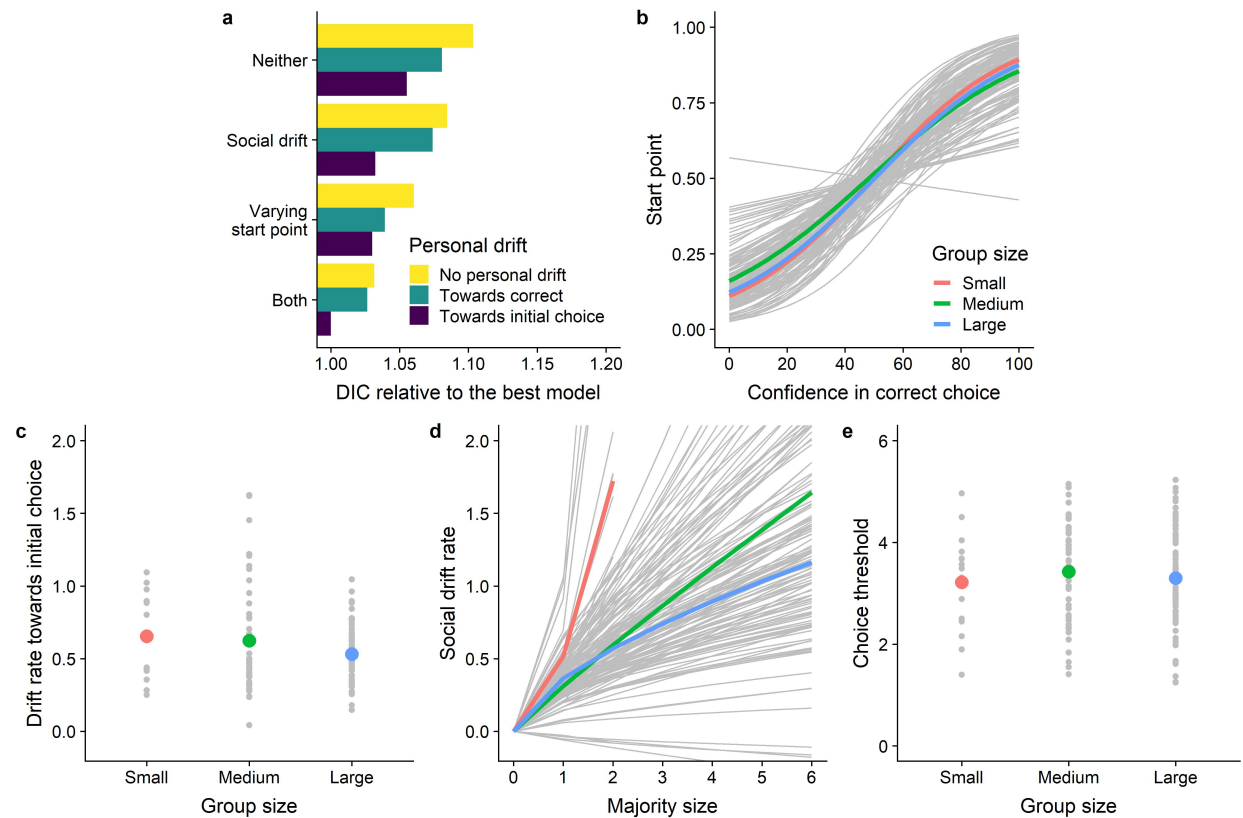 a
Neither
Social drift
Varying
start point
Both
Personal drift
No personal drift
Towards correct
Towards initial choice
1.00
1.05
1.10
1.15
1.20
DIC relative to the best model
b
1.00
0.75
0.50
0.25
0.00
Start point
Group size
Small
Medium
Large
0
20
40
60
80
100
Confidence in correct choice
c
2.0
1.5
1.0
0.5
0.0
Drift rate towards initial choice
Small
Medium
Large
Group size
d
2.0
1.5
1.0
0.5
0.0
Social drift rate
0
1
2
3
4
5
6
Majority size
e
6
4
2
0
Choice threshold
Small
Medium
Large
Group size